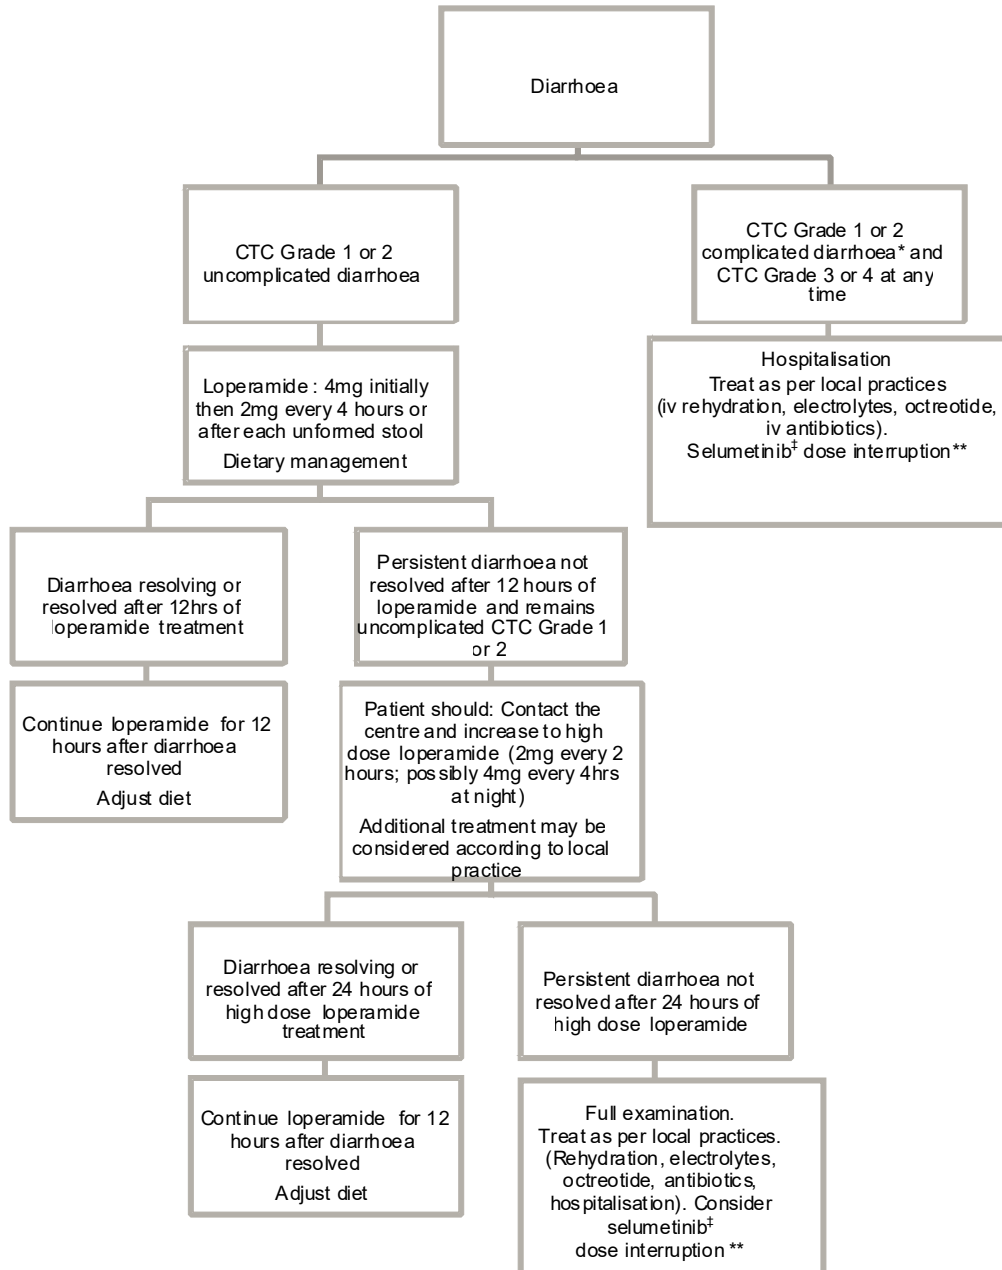 Diarrhoea
CTC Grade 1 or 2
uncomplicated diarrhoea
CTC Grade 1 or 2
complicated diarrhoea* and
CTC Grade 3 or 4 at any
time
Loperamide : 4mg initially
then 2mg every 4 hours or
after each unformed stool
Dietary management
Hospitalisation
Treat as per local practices
(iv rehydration, electrolytes, octreotide,
iv antibiotics).
Selumetinib‡ dose interruption**
Diarrhoea resolving or
resolved after 12hrs of
loperamide treatment
Persistent diarrhoea not
resolved after 12 hours of
loperamide and remains
uncomplicated CTC Grade 1
or 2
Continue loperamide for 12
hours after diarrhoea
resolved
Adjust diet
Patient should: Contact the
centre and increase to high
dose loperamide (2mg every 2
hours; possibly 4mg every 4hrs
at night)
Additional treatment may be
considered according to local
practice
Diarrhoea resolving or
resolved after 24 hours of
high dose loperamide
treatment
Persistent diarrhoea not
resolved after 24 hours of
high dose loperamide
Continue loperamide for 12
hours after diarrhoea
resolved
Adjust diet
Full examination.
Treat as per local practices.
(Rehydration, electrolytes,
octreotide, antibiotics,
hospitalisation). Consider
selumetinib‡
dose interruption **